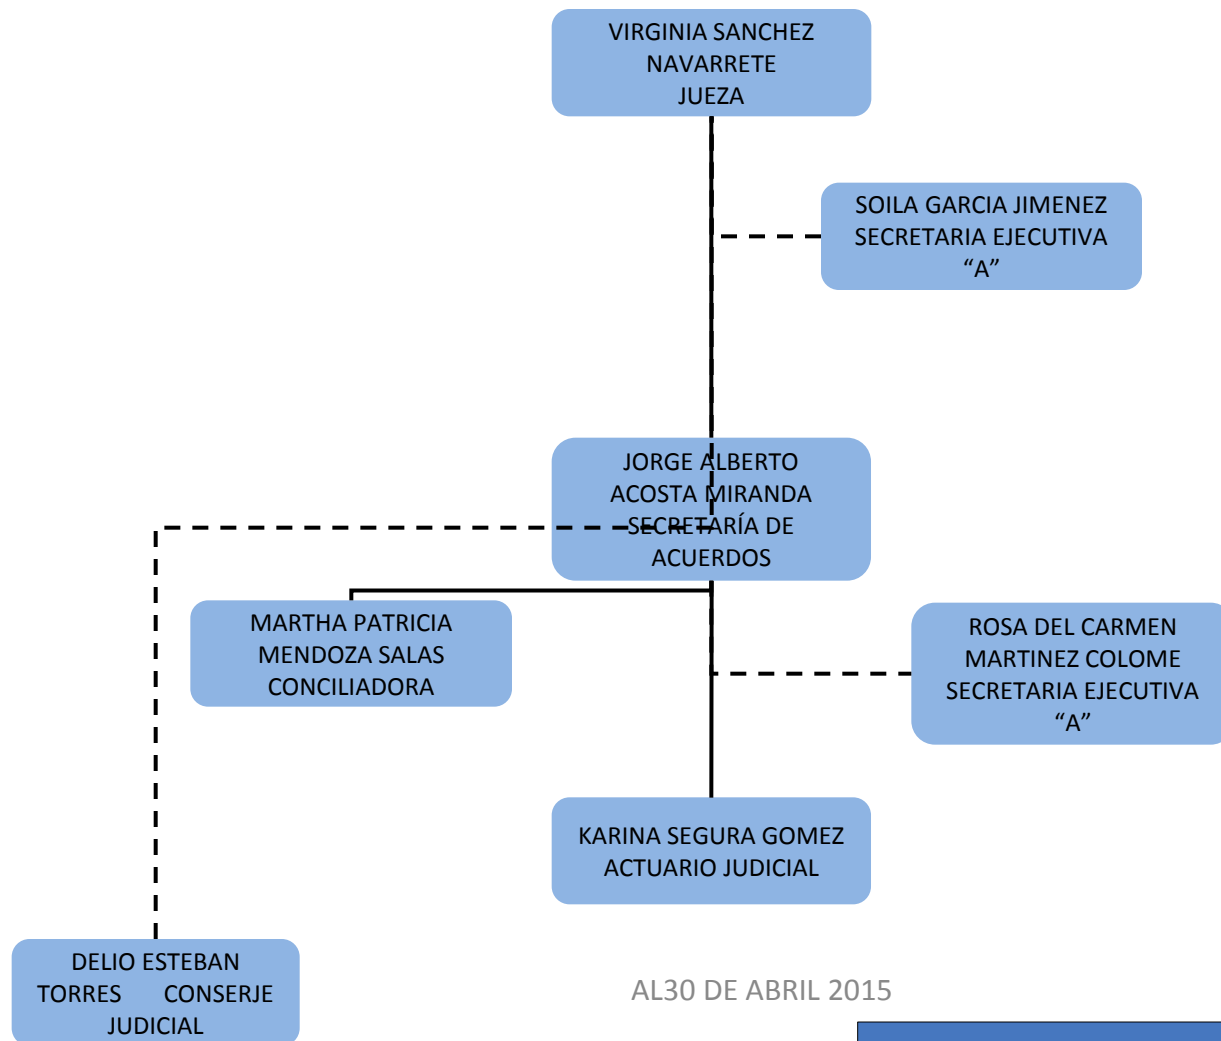 VIRGINIA SANCHEZ
NAVARRETE
JUEZA
SOILA GARCIA JIMENEZ
SECRETARIA EJECUTIVA
“A”
JORGE ALBERTO
ACOSTA MIRANDA
SECRETARÍA DE
ACUERDOS
MARTHA PATRICIA
MENDOZA SALAS
CONCILIADORA
ROSA DEL CARMEN
MARTINEZ COLOME
SECRETARIA EJECUTIVA
“A”
KARINA SEGURA GOMEZ
ACTUARIO JUDICIAL
DELIO ESTEBAN
TORRES CONSERJE
JUDICIAL
AL30 DE ABRIL 2015